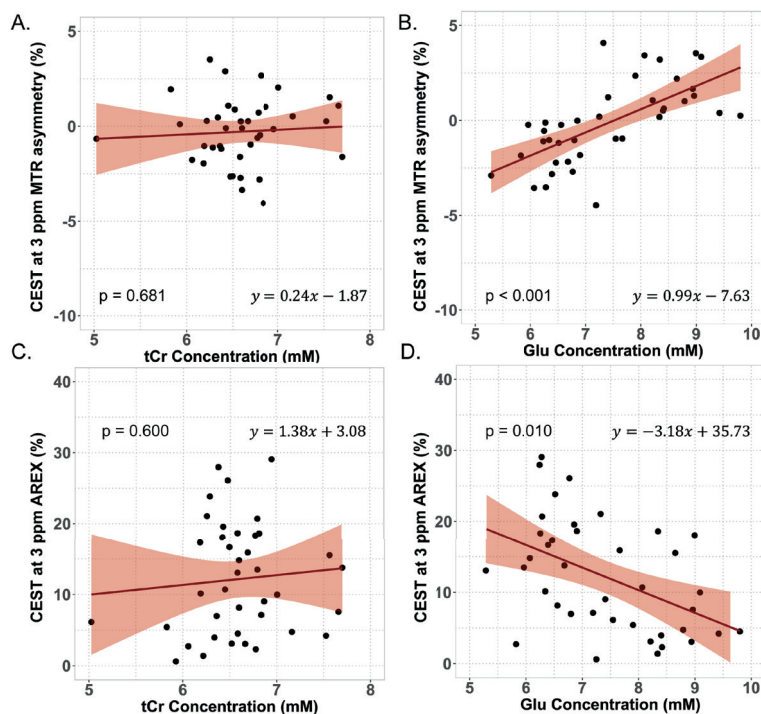 A.
CEST at 3 ppm MTR asymmetry (%)
5
0
-5
-10
p = 0.681
y = 0.24x − 1.87
5 6 7 8
tCr Concentration (mM)
B.
CEST at 3 ppm MTR asymmetry (%)
5
0
-5
-10
p < 0.001
y = 0.99x − 7.63
5 6 7 8 9 10
Glu Concentration (mM)
C.
CEST at 3 ppm AREX (%)
40
30
20
10
0
p = 0.600
y = 1.38x + 3.08
5 6 7 8
tCr Concentration (mM)
D.
CEST at 3 ppm AREX (%)
40
30
20
10
0
p = 0.010
y = −3.18x + 35.73
5 6 7 8 9 10
Glu Concentration (mM)